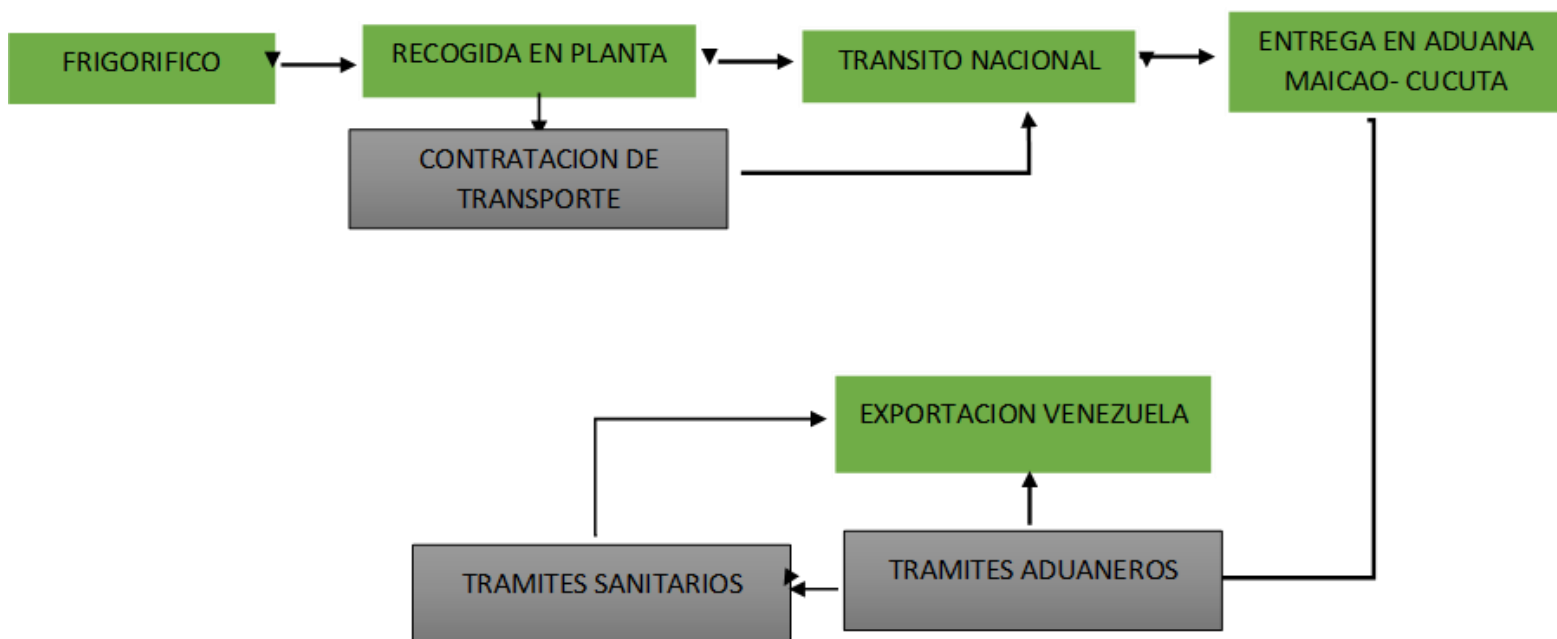 FRIGORIFICO
RECOGIDA EN PLANTA
TRANSITO NACIONAL
ENTREGA EN ADUANA
MAICAO- CUCUTA
CONTRATACION DE
TRANSPORTE
EXPORTACION VENEZUELA
TRAMITES SANITARIOS
TRAMITES ADUANEROS